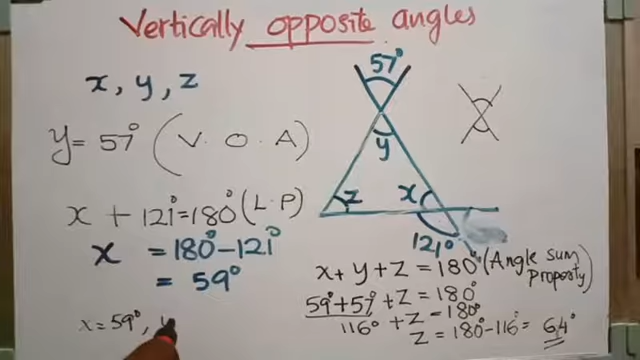 Vertically opposite angles
x, y, z
y = 57° (V.O.A)
x + 121° = 180° (L.P)
x = 180° - 121°
= 59°
x = 59°,
57°
y
z
x
121°
x + y + z = 180° (Angle sum property)
59° + 57° + z = 180°
116° + z = 180°
z = 180° - 116° = 64°